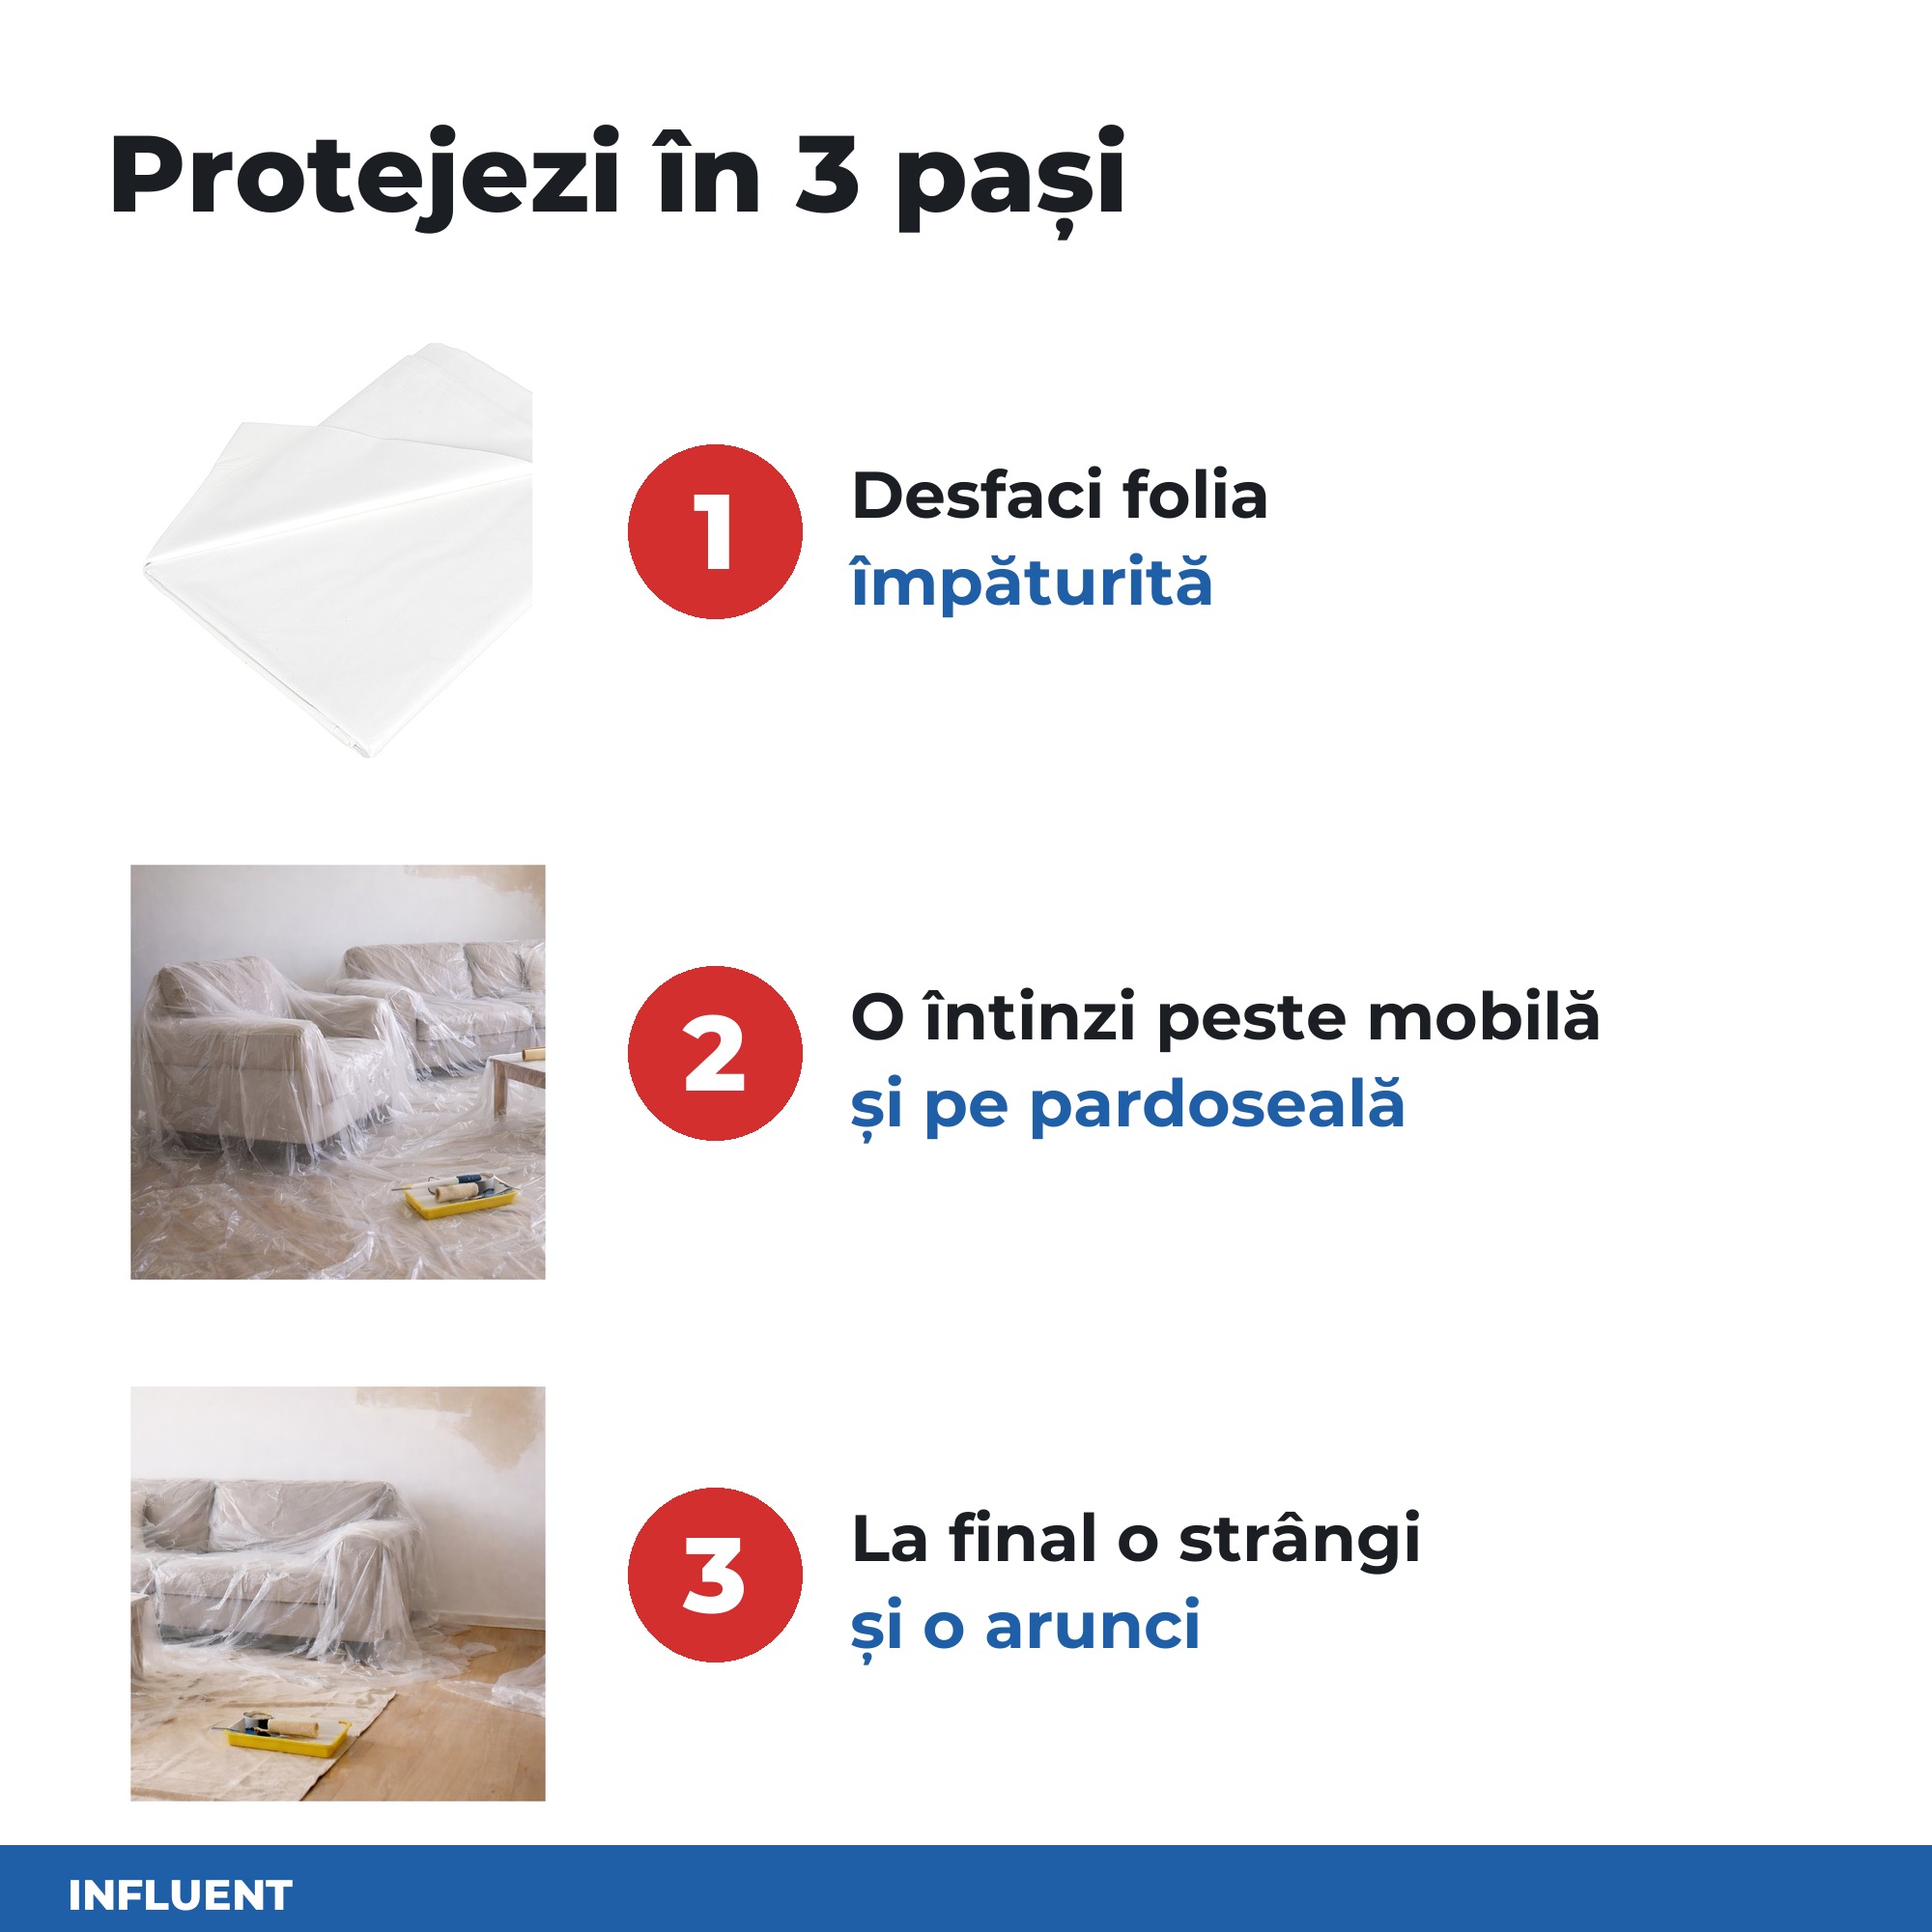 Protejezi în 3 pași
1
Desfaci folia
împăturită
2
O întinzi peste mobilă
și pe pardoseală
3
La final o strângi
și o arunci
INFLUENT